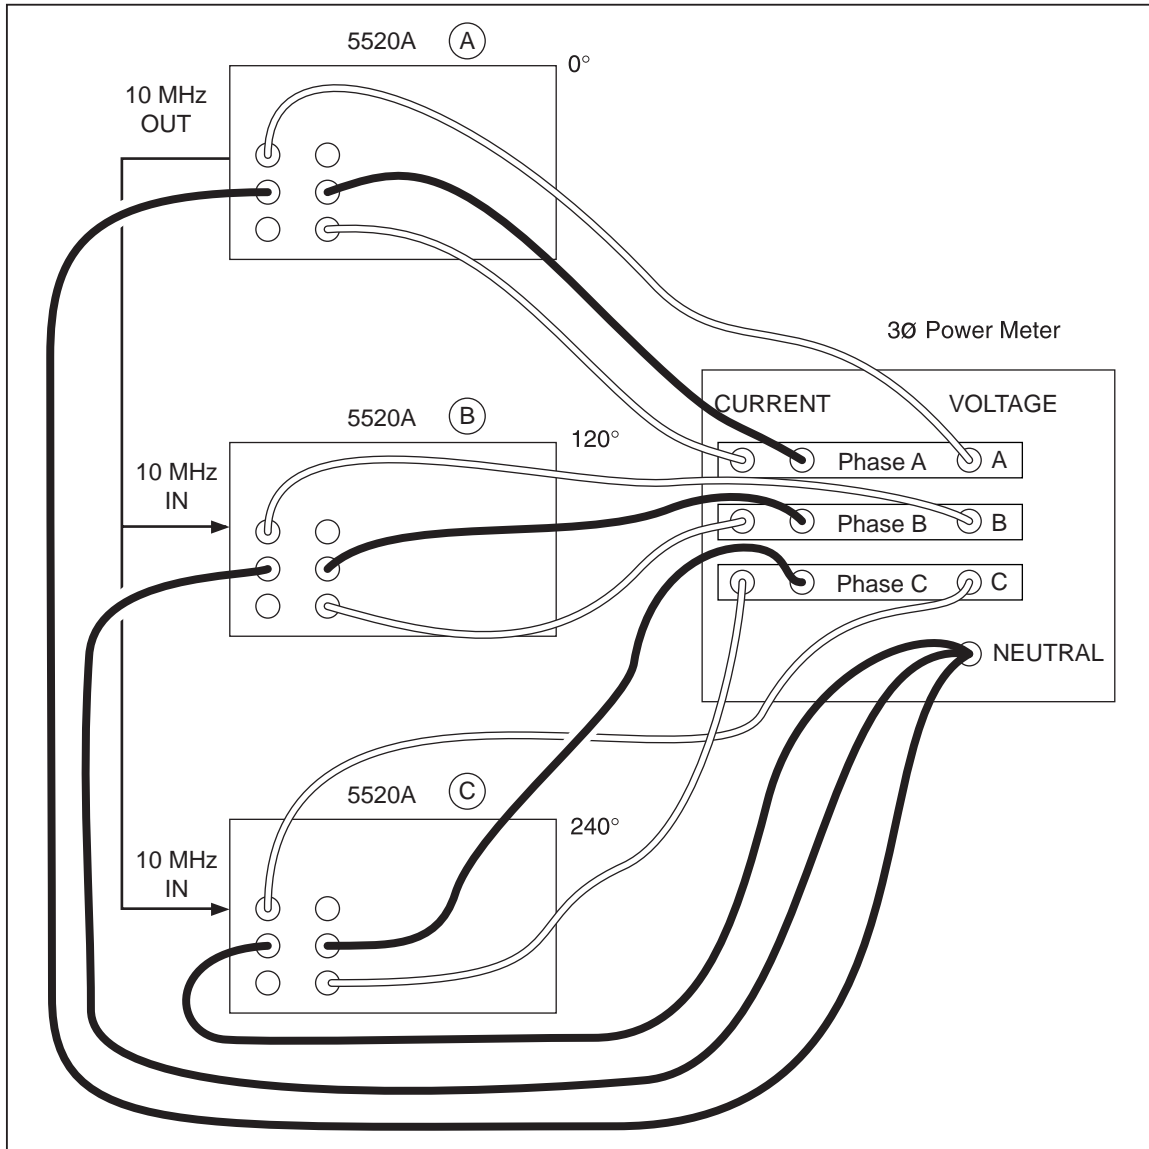 5520A A
0°
10 MHz
OUT
3Ø Power Meter
CURRENT VOLTAGE
5520A B
120°
Phase A A
10 MHz
IN
Phase B B
Phase C C
NEUTRAL
5520A C
240°
10 MHz
IN